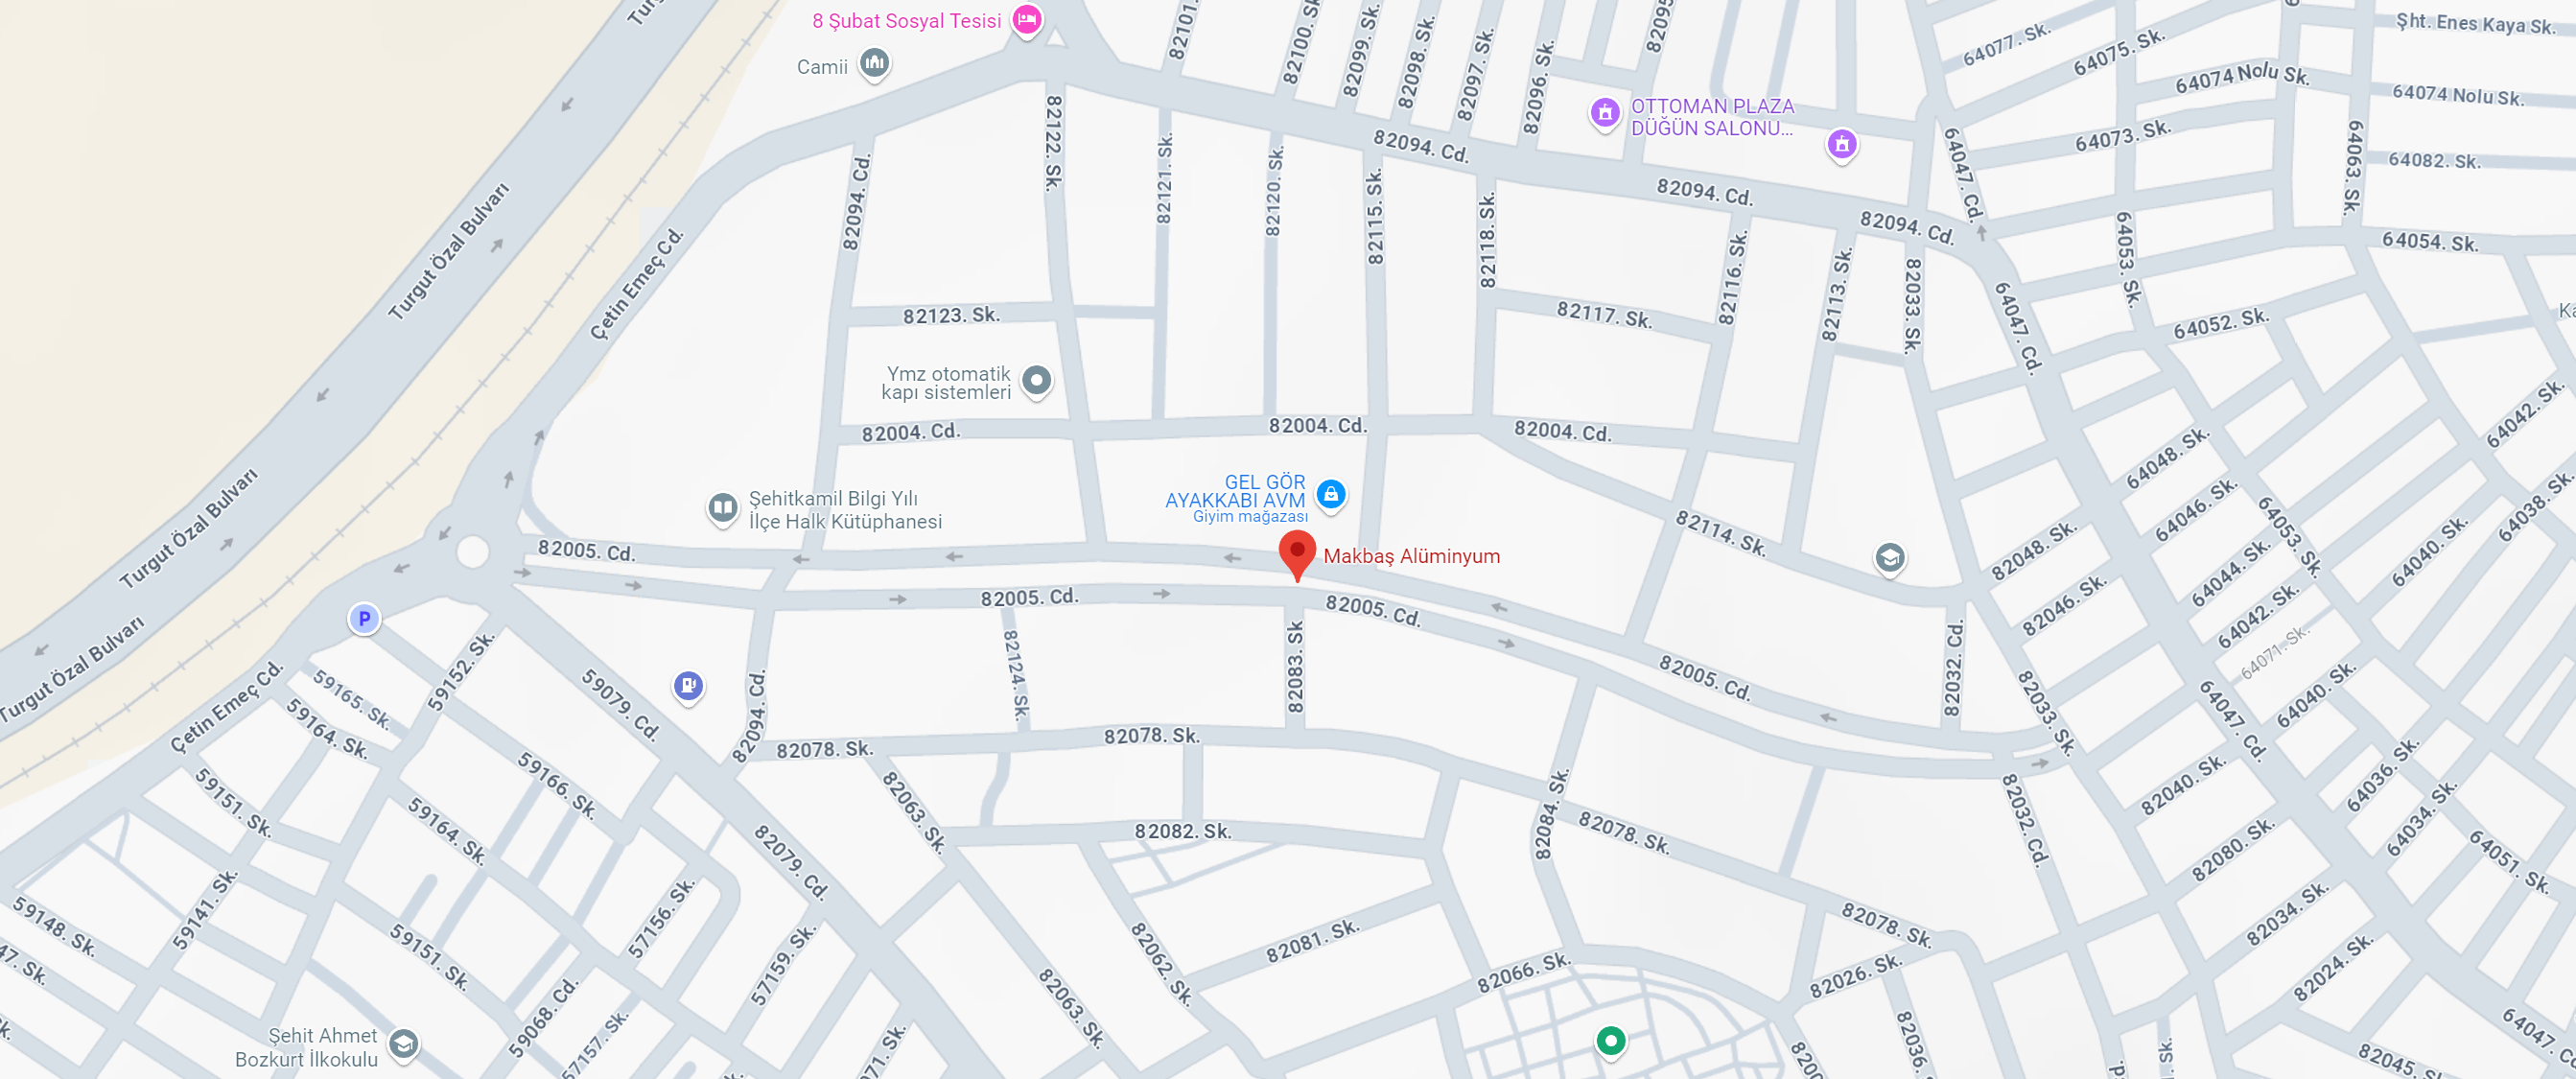 8 Şubat Sosyal Tesisi
Camii
82101. Sk.
82100. Sk
82099. Sk.
82098. Sk.
82097. Sk.
82096. Sk.
82095
OTTOMAN PLAZA
DÜĞÜN SALONU...
64077. Sk.
64075. Sk.
64074 Nolu Sk.
64073. Sk.
Şht. Enes Kaya Sk.
64074 Nolu Sk.
64082. Sk.
64063. Sk.
64054. Sk.
64053. Sk.
64052. Sk.
64047. Cd.
64047. Cd.
82094. Cd.
82094. Cd.
82094. Cd.
82094. Cd.
82122. Sk.
82121. Sk.
82120. Sk.
82115. Sk.
82118. Sk.
82117. Sk.
82116. Sk.
82113. Sk.
82033. Sk.
Turgut Özal Bulvarı
Turgut Özal Bulvarı
Turgut Özal Bulvarı
Çetin Emeç Cd.
82123. Sk.
Ymz otomatik
kapı sistemleri
82004. Cd.
82004. Cd.
82004. Cd.
GEL GÖR
AYAKKABI AVM
Giyim mağazası
Makbaş Alüminyum
Şehitkamil Bilgi Yılı
İlçe Halk Kütüphanesi
82005. Cd.
82005. Cd.
82005. Cd.
82005. Cd.
82114. Sk.
64042. Sk.
64048. Sk.
64046. Sk.
64053. Sk.
64038. Sk.
64040. Sk.
82048. Sk.
82046. Sk.
64044. Sk.
64042. Sk.
64071. Sk.
64040. Sk.
82032. Cd.
82033. Sk.
64047. Cd.
64036. Sk.
64034. Sk.
64051. Sk.
82040. Sk.
82080. Sk.
82034. Sk.
82024. Sk.
82032. Cd.
P
Çetin Emeç Cd.
59165. Sk.
59164. Sk.
59152. Sk.
59079. Cd.
82094. Cd.
82124. Sk.
82083. Sk
82078. Sk.
82078. Sk.
82078. Sk.
82078. Sk.
82084. Sk.
59151. Sk.
59166. Sk.
59164. Sk.
82063. Sk.
82082. Sk.
82079. Cd.
59141. Sk.
59148. Sk.
47. Sk.
59151. Sk.
57156. Sk.
57159. Sk.
59068. Cd.
57157. Sk.
82063. Sk.
82062. Sk.
82081. Sk.
82066. Sk.
82026. Sk.
82036.
64047. Cd.
82045. Sk.
071. Sk.
Şehit Ahmet
Bozkurt İlkokulu